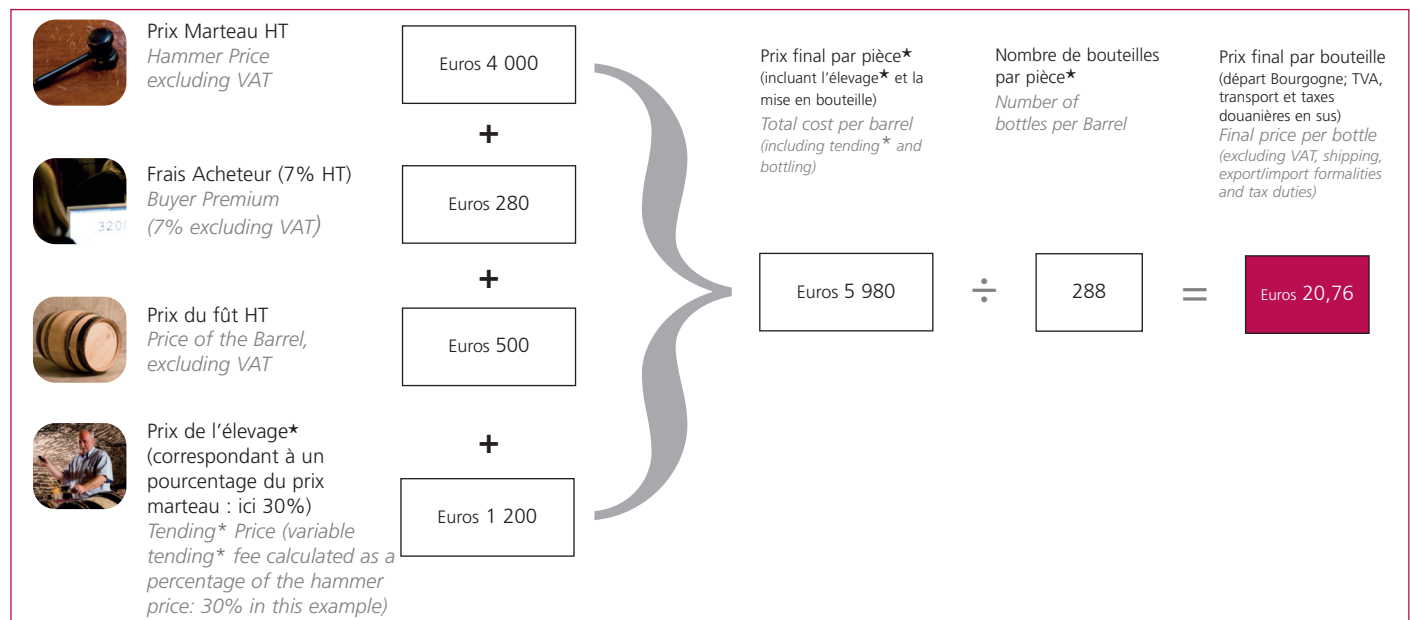 Prix Marteau HT
Hammer Price
excluding VAT
Euros 4 000
+
Frais Acheteur (7% HT)
Buyer Premium
(7% excluding VAT)
3200
Euros 280
+
Prix du fût HT
Price of the Barrel,
excluding VAT
Euros 500
+
Prix de l’élevage★
(correspondant à un
pourcentage du prix
marteau : ici 30%)
Tending* Price (variable
tending* fee calculated as a
percentage of the hammer
price: 30% in this example)
Euros 1 200
Prix final par pièce★
(incluant l’élevage★ et la
mise en bouteille)
Total cost per barrel
(including tending* and
bottling)
Euros 5 980
÷
Nombre de bouteilles
par pièce★
Number of
bottles per Barrel
288
=
Prix final par bouteille
(départ Bourgogne; TVA,
transport et taxes
douanières en sus)
Final price per bottle
(excluding VAT, shipping,
export/import formalities
and tax duties)
Euros 20,76